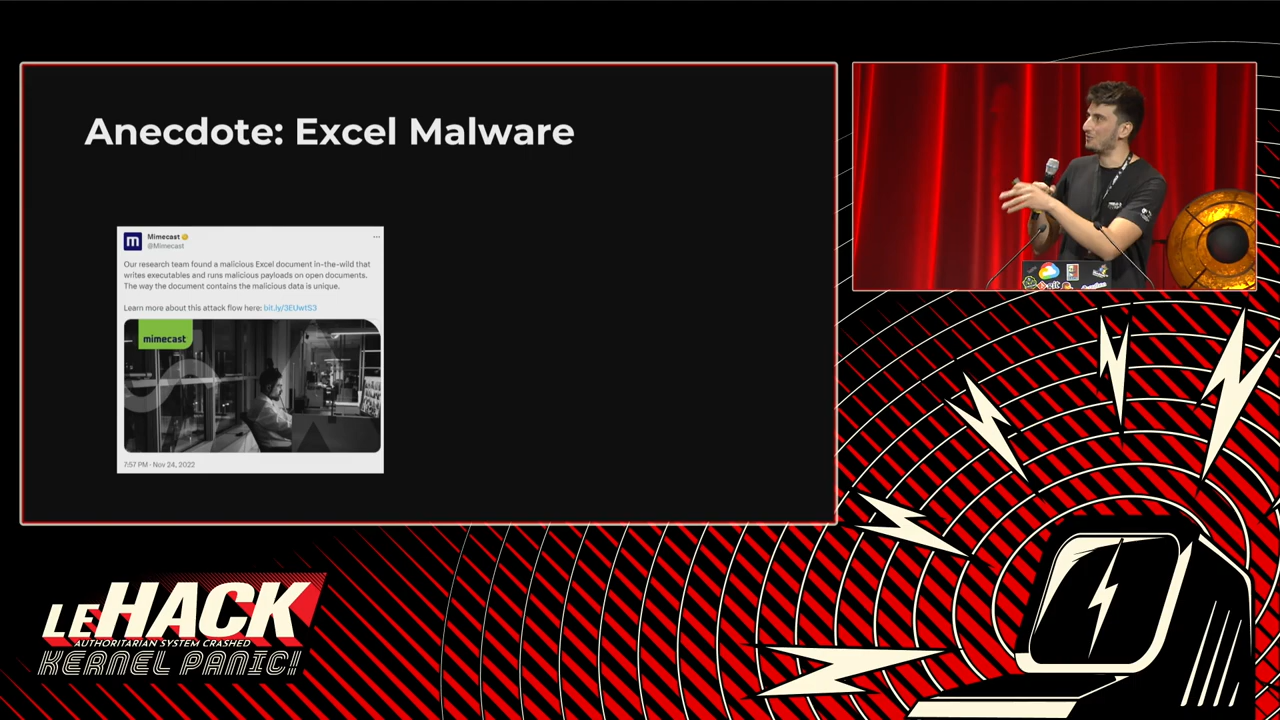 Anecdote: Excel Malware
m
Mimecast
@Mimecast
Our research team found a malicious Excel document in-the-wild that
writes executables and runs malicious payloads on open documents.
The way the document contains the malicious data is unique.
Learn more about this attack flow here: bit.ly/3EUwtS3
mimecast
7:57 PM · Nov 24, 2022
git
LEHACK
AUTHORITARIAN SYSTEM CRASHED
KERNEL PANIC!